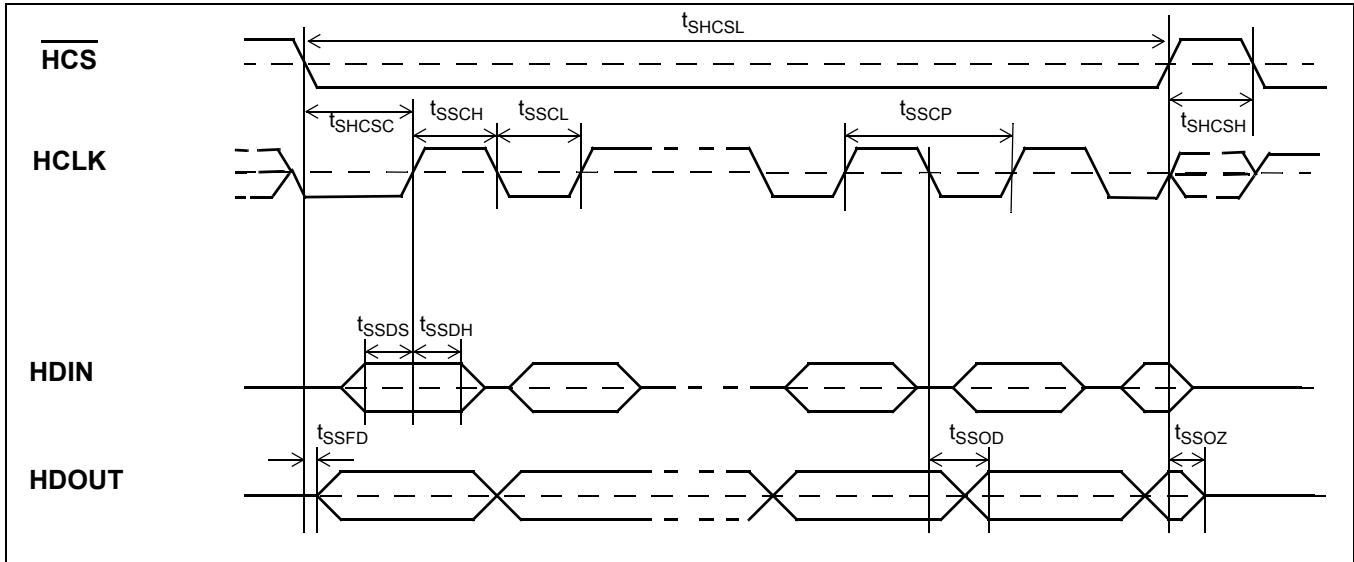 tSHCSL
HCS
tSHCSC
tSSCH
tSSCL
tSSCP
tSHCSH
HCLK
tSSDS
tSSDH
HDIN
tSSFD
tSSOD
tSSOZ
HDOUT